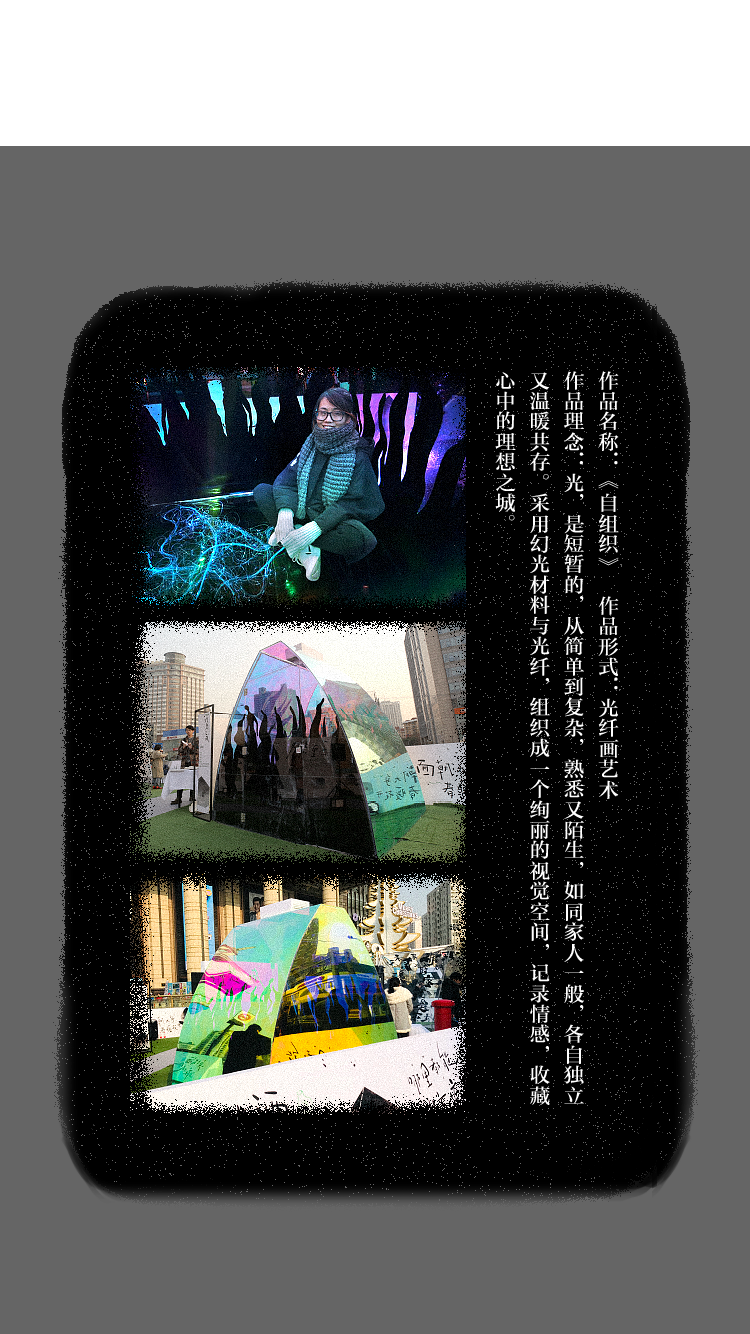 作品名称：《自组织》 作品形式：光纤画艺术
作品理念：光，是短暂的，从简单到复杂，熟悉又陌生，如同家人一般，各自独立
又温暖共存。采用幻光材料与光纤，组织成一个绚丽的视觉空间，记录情感，收藏
心中的理想之城。